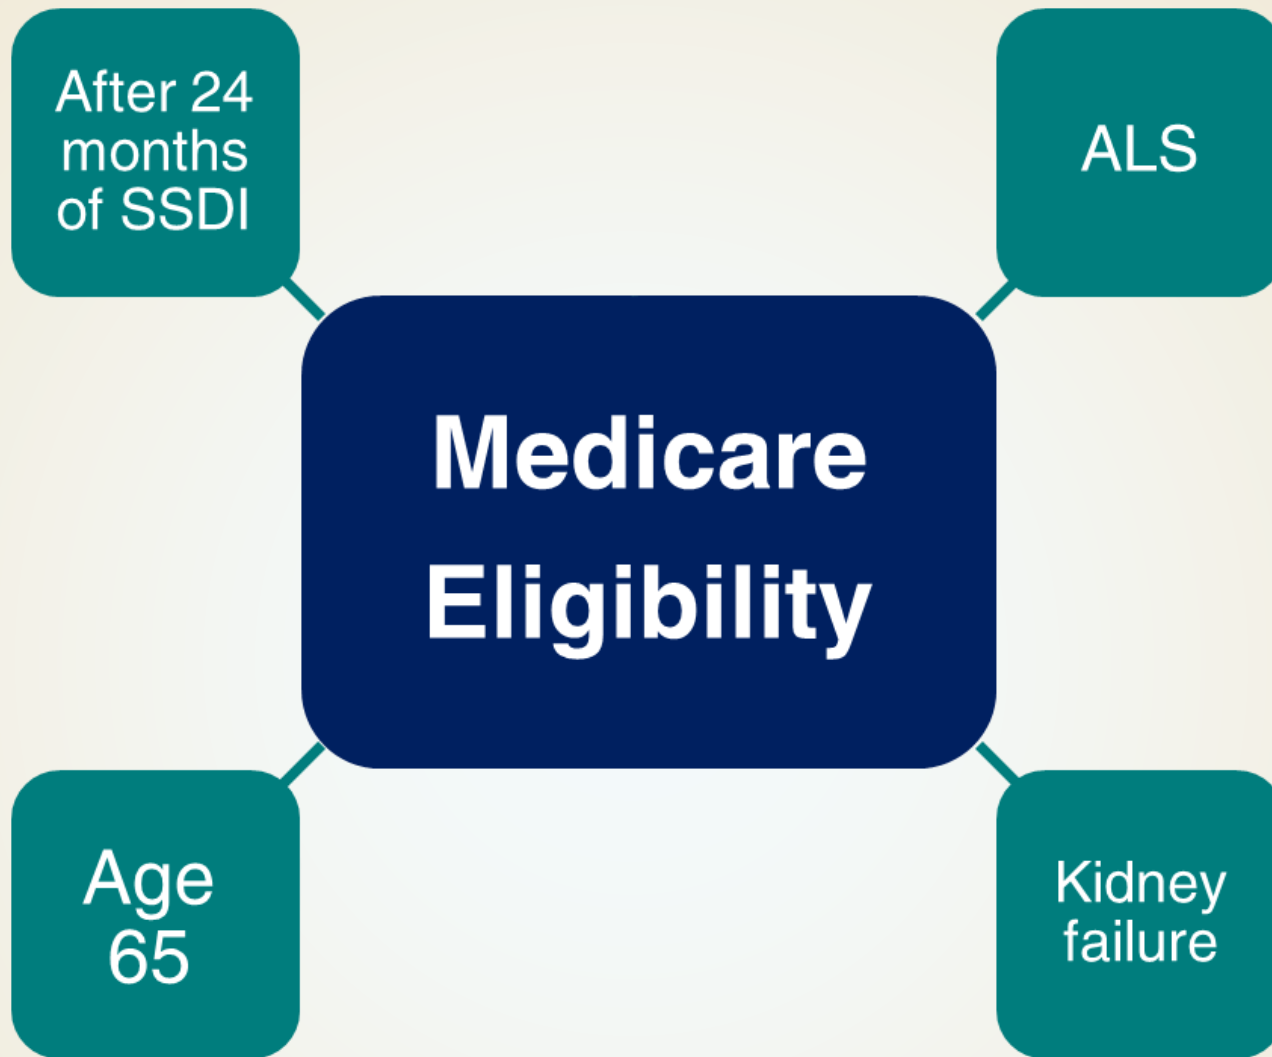 After 24
months
of SSDI
ALS
Medicare
Eligibility
Age
65
Kidney
failure